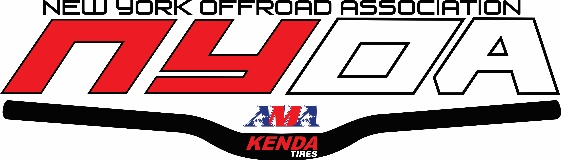 NEW YORK OFFROAD ASSOCIATION
NYOA
AMA
KENDA
TIRES